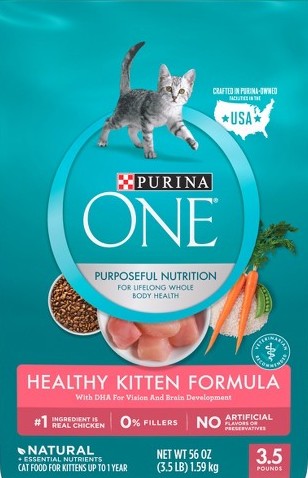 CRAFTED IN PURINA-OWNED
FACILITIES IN THE
USA
PURINA
ONE®
PURPOSEFUL NUTRITION
FOR LIFELONG WHOLE
BODY HEALTH
VETERINARIAN
RECOMMENDED
HEALTHY KITTEN FORMULA
With DHA For Vision And Brain Development
#1 INGREDIENT IS
REAL CHICKEN
0% FILLERS
NO ARTIFICIAL
FLAVORS OR
PRESERVATIVES
NATURAL
+ ESSENTIAL NUTRIENTS
CAT FOOD FOR KITTENS UP TO 1 YEAR
NET WT 56 OZ
(3.5 LB) 1.59 kg
3.5
POUNDS